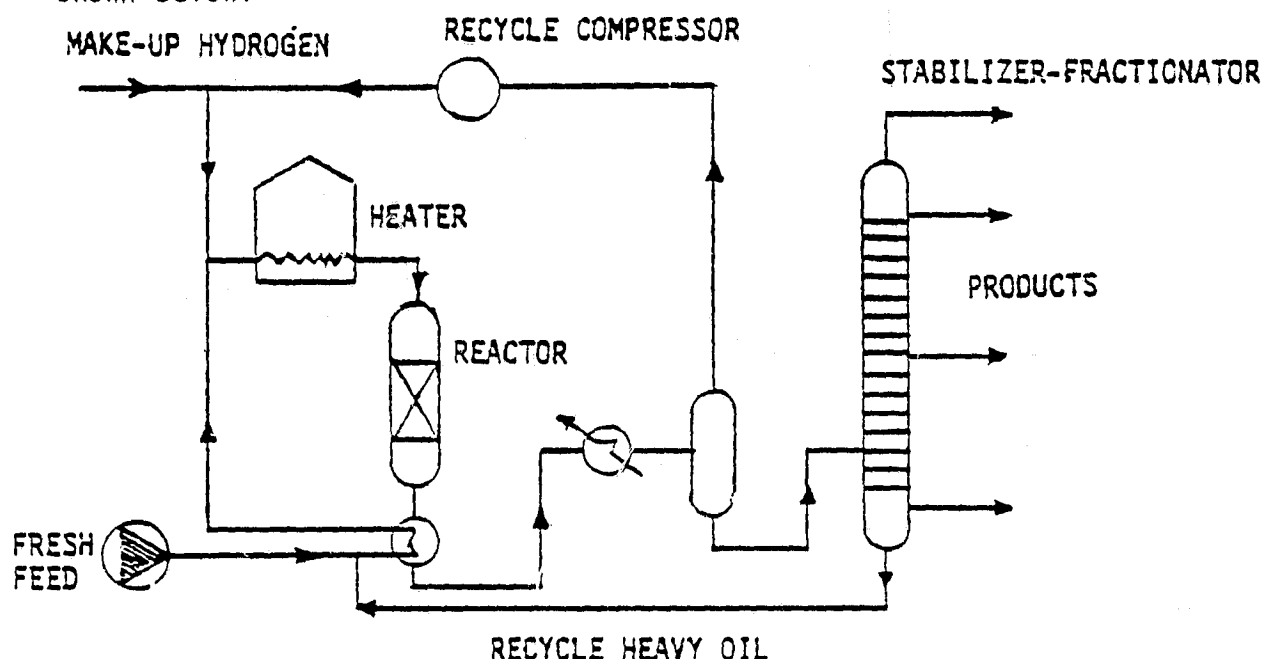 MAKE-UP HYDROGEN
RECYCLE COMPRESSOR
STABILIZER-FRACTIONATOR
HEATER
PRODUCTS
REACTOR
FRESH
FEED
RECYCLE HEAVY OIL